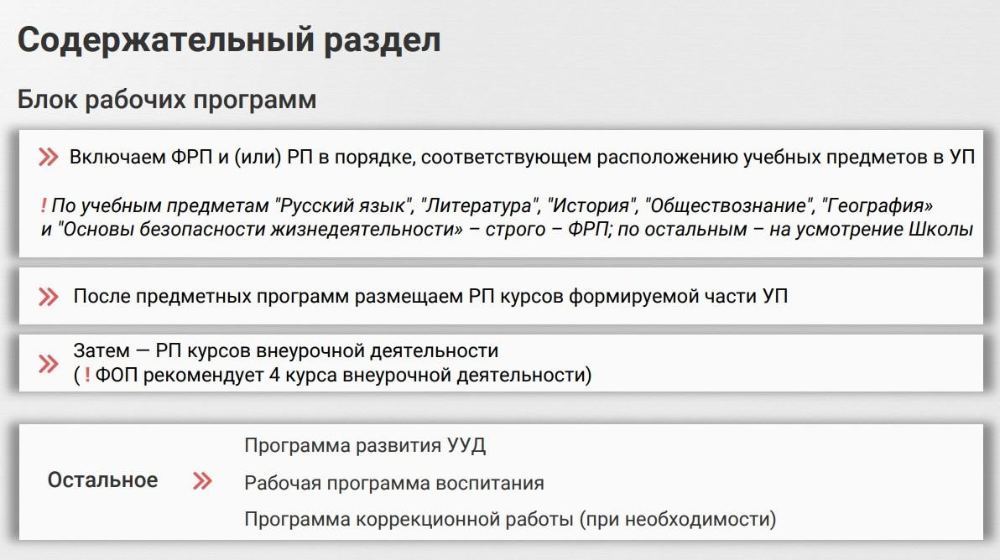 Содержательный раздел
Блок рабочих программ
Включаем ФРП и (или) РП в порядке, соответствующем расположению учебных предметов в УП
! По учебным предметам "Русский язык", "Литература", "История", "Обществознание", "География»
и "Основы безопасности жизнедеятельности» – строго – ФРП; по остальным – на усмотрение Школы
После предметных программ размещаем РП курсов формируемой части УП
Затем — РП курсов внеурочной деятельности
( ! ФОП рекомендует 4 курса внеурочной деятельности)
Остальное
Программа развития УУД
Рабочая программа воспитания
Программа коррекционной работы (при необходимости)